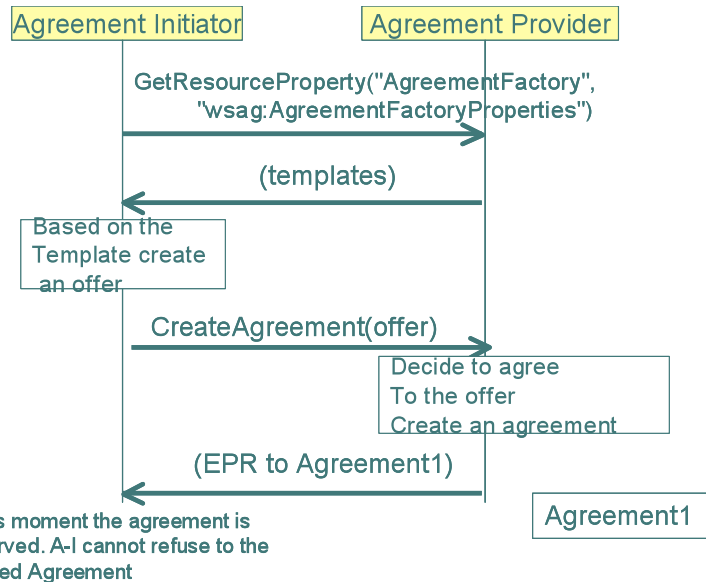 Agreement Initiator
Agreement Provider
GetResourceProperty("AgreementFactory",
"wsag:AgreementFactoryProperties")
(templates)
Based on the
Template create
an offer
CreateAgreement(offer)
Decide to agree
To the offer
Create an agreement
(EPR to Agreement1)
Agreement1
moment the agreement is
A-I cannot refuse to the
Agreement